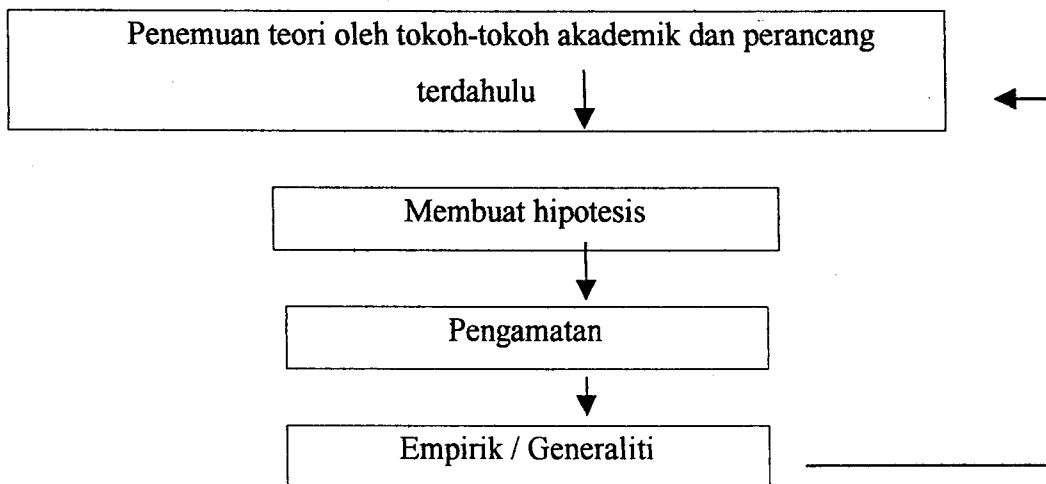 Penemuan teori oleh tokoh-tokoh akademik dan perancang
terdahulu
Membuat hipotesis
Pengamatan
Empirik / Generaliti